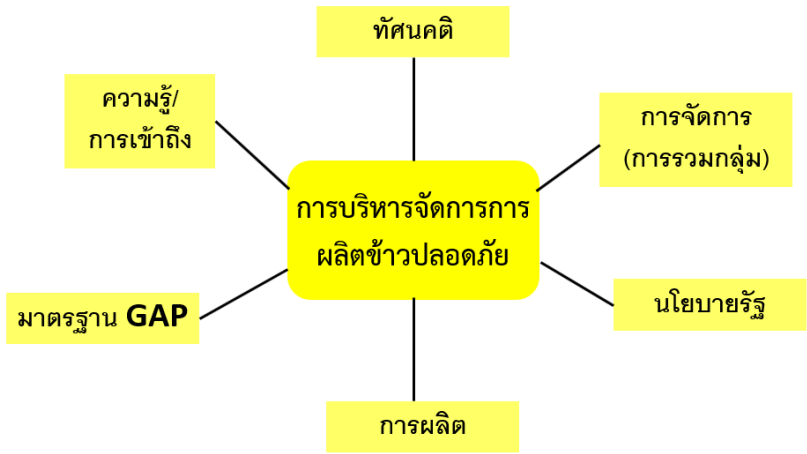 ทัศนคติ
ความรู้/
การเข้าถึง
การจัดการ
(การรวมกลุ่ม)
การบริหารจัดการการ
ผลิตข้าวปลอดภัย
มาตรฐาน GAP
นโยบายรัฐ
การผลิต